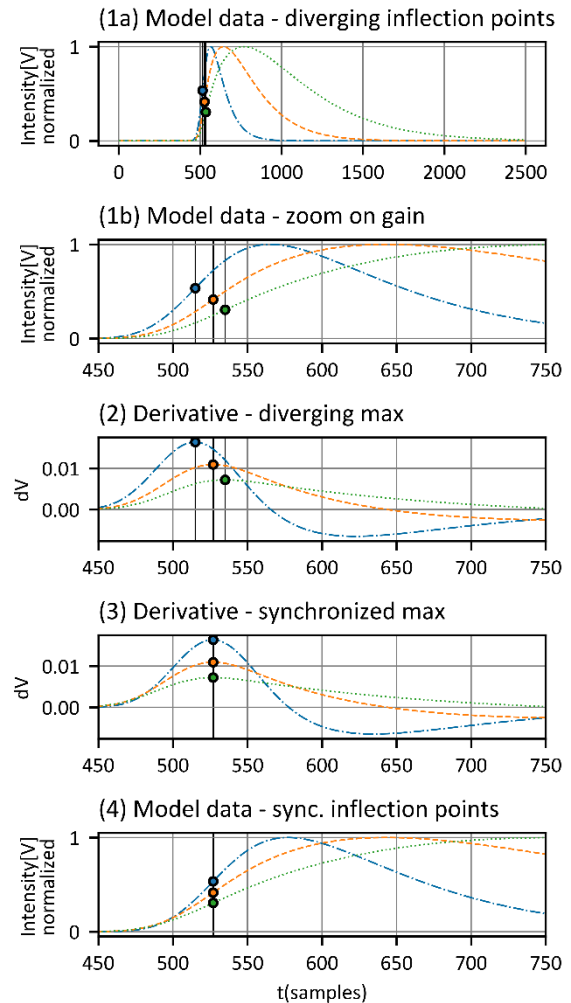 (1a) Model data - diverging inflection points
Intensity[V]
normalized
1
0
0 500 1000 1500 2000 2500
(1b) Model data - zoom on gain
Intensity[V]
normalized
1
0
450 500 550 600 650 700 750
(2) Derivative - diverging max
dV
0.01
0.00
450 500 550 600 650 700 750
(3) Derivative - synchronized max
dV
0.01
0.00
450 500 550 600 650 700 750
(4) Model data - sync. inflection points
Intensity[V]
normalized
1
0
450 500 550 600 650 700 750
t(samples)